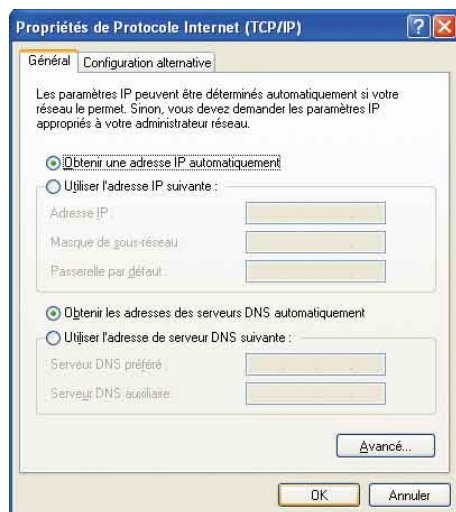 Propriétés de Protocole Internet (TCP/IP)
Général
Configuration alternative
Les paramètres IP peuvent être déterminés automatiquement si votre
réseau le permet. Sinon, vous devez demander les paramètres IP
appropriés à votre administrateur réseau.
Obtenir une adresse IP automatiquement
Utiliser l'adresse IP suivante :
Adresse IP :
Masque de sous-réseau
Passerelle par défaut :
Obtenir les adresses des serveurs DNS automatiquement
Utiliser l'adresse de serveur DNS suivante :
Serveur DNS préféré
Serveur DNS auxiliaire
Avancé...
OK
Annuler